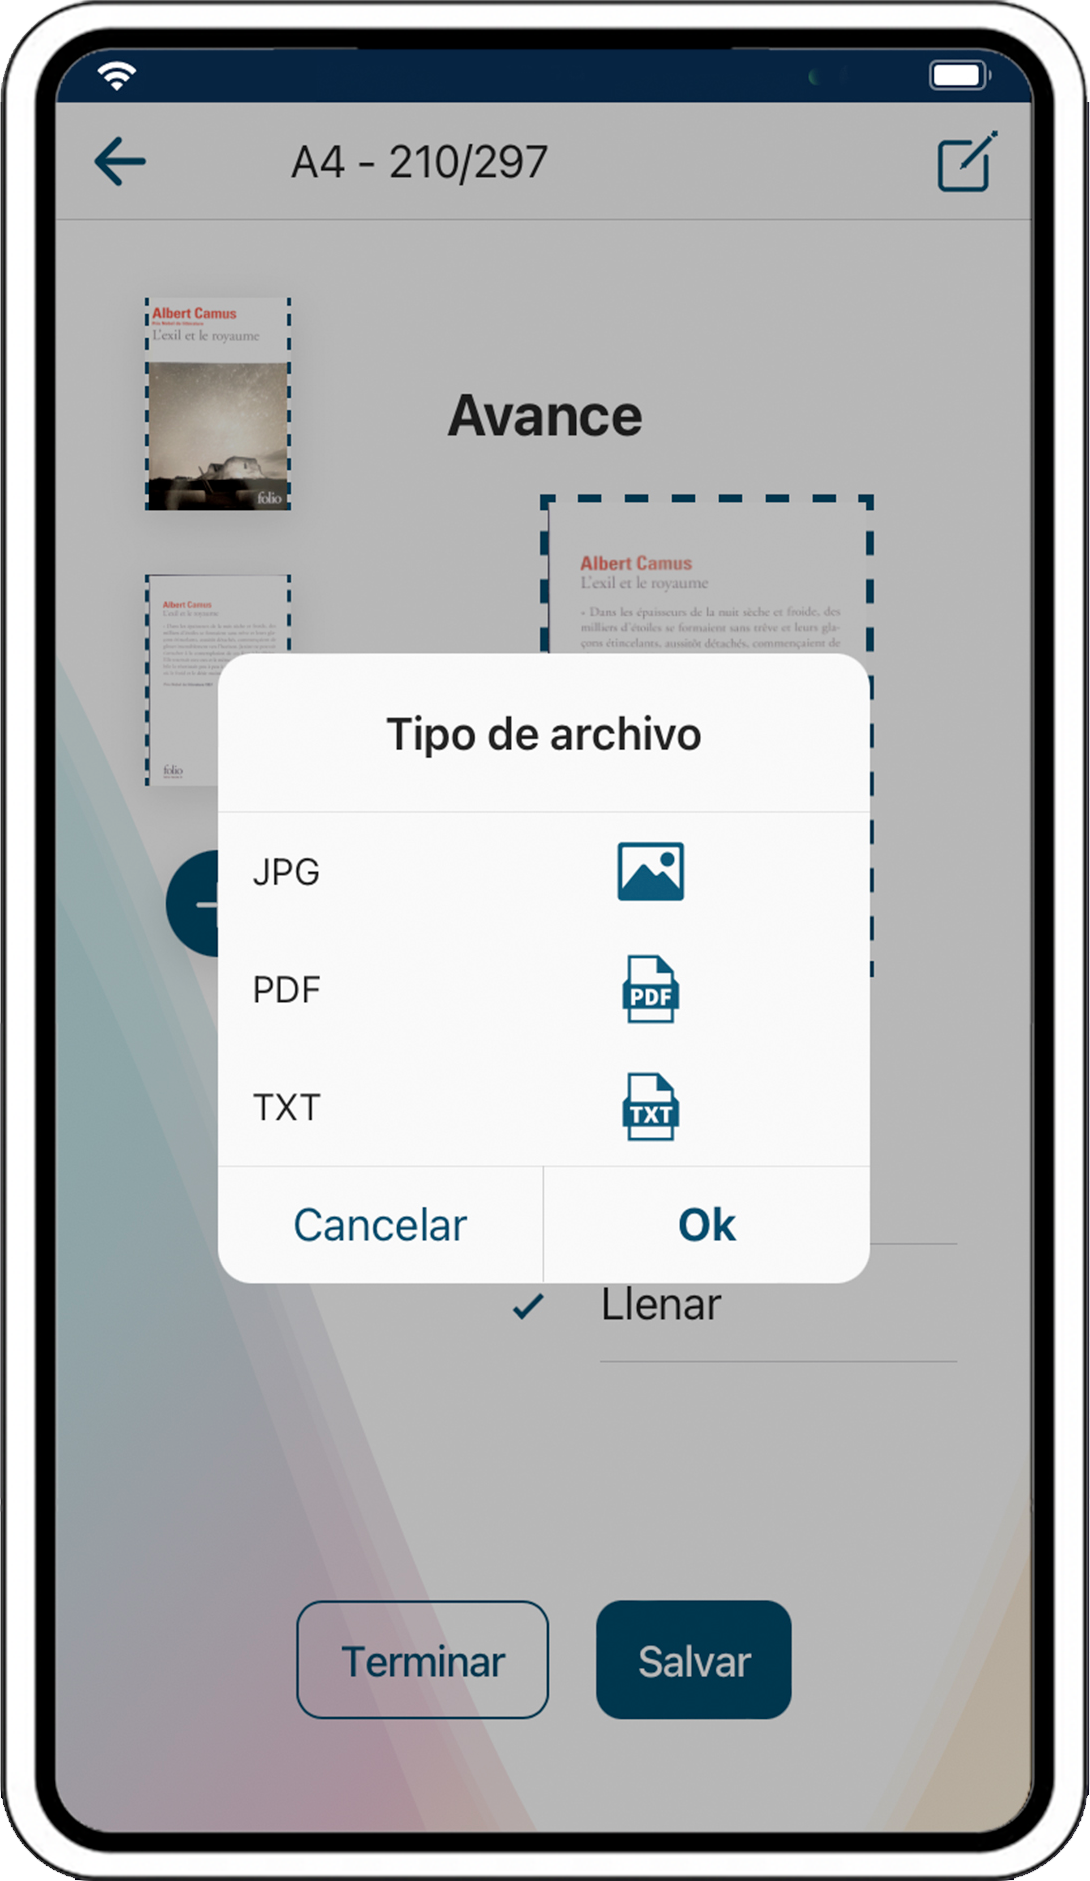 A4 - 210/297
Albert Camus
L'exil et le royaume
folio
Avance
Albert Camus
L'exil et le royaume
folio
Albert Camus
L'exil et le royaume
« Dans les épaisseurs de la nuit sèche et froide, des
milliers d'étoiles se formaient sans trêve et leurs gla-
çons étincelants, aussitôt détachés, commençaient de
Tipo de archivo
JPG
PDF
PDF
TXT
TXT
Cancelar
Ok
Llenar
Terminar
Salvar